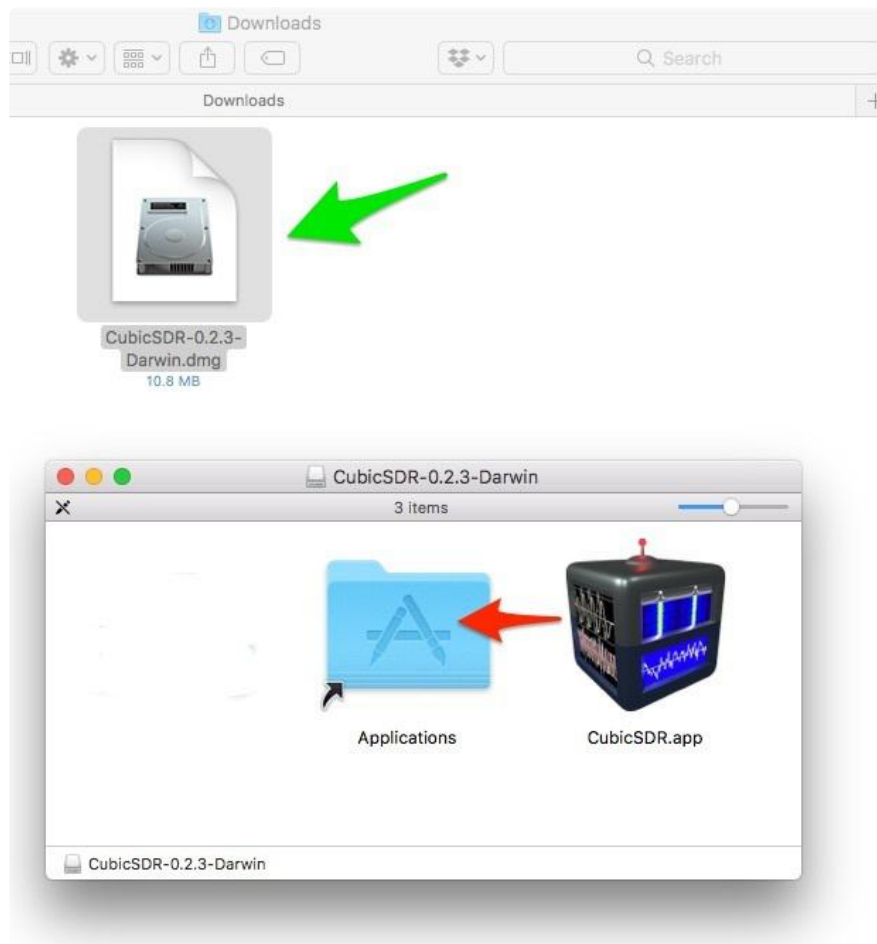 Downloads
Search
Downloads
CubicSDR-0.2.3-
Darwin.dmg
10.8 MB
CubicSDR-0.2.3-Darwin
3 items
Applications
CubicSDR.app
CubicSDR-0.2.3-Darwin